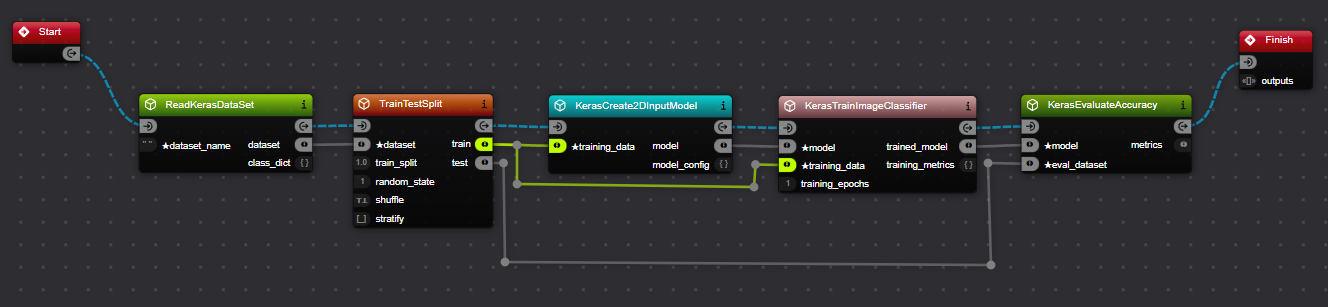 Start
Finish
outputs
ReadKerasDataSet i
★dataset_name dataset
class_dict { }
TrainTestSplit i
★dataset train
1.0 train_split test
1 random_state
shuffle
[ ] stratify
KerasCreate2DInputModel i
★training_data model
model_config { }
KerasTrainImageClassifier i
★model trained_model
★training_data training_metrics { }
1 training_epochs
KerasEvaluateAccuracy i
★model metrics
★eval_dataset